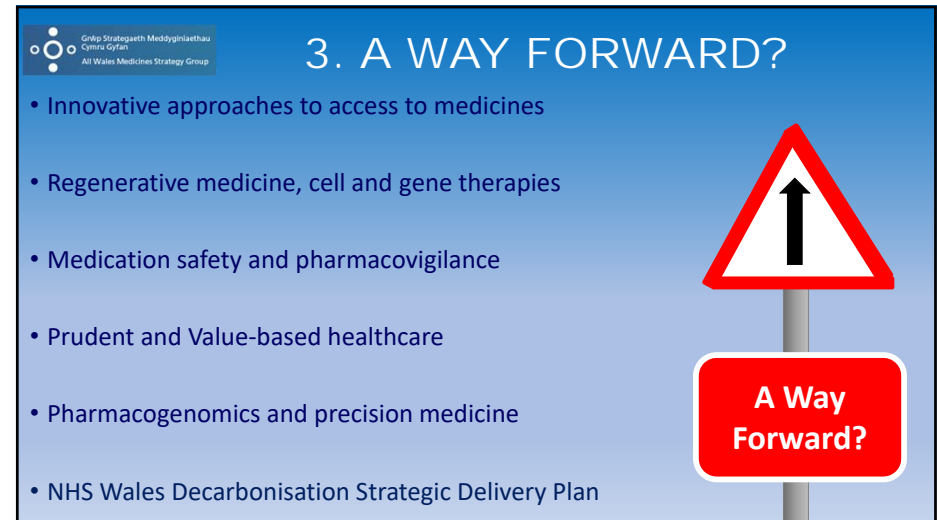 Grŵp Strategaeth Meddyginiaethau
Cymru Gyfan
All Wales Medicines Strategy Group
3. A WAY FORWARD?
• Innovative approaches to access to medicines
• Regenerative medicine, cell and gene therapies
• Medication safety and pharmacovigilance
• Prudent and Value-based healthcare
• Pharmacogenomics and precision medicine
• NHS Wales Decarbonisation Strategic Delivery Plan
A Way
Forward?